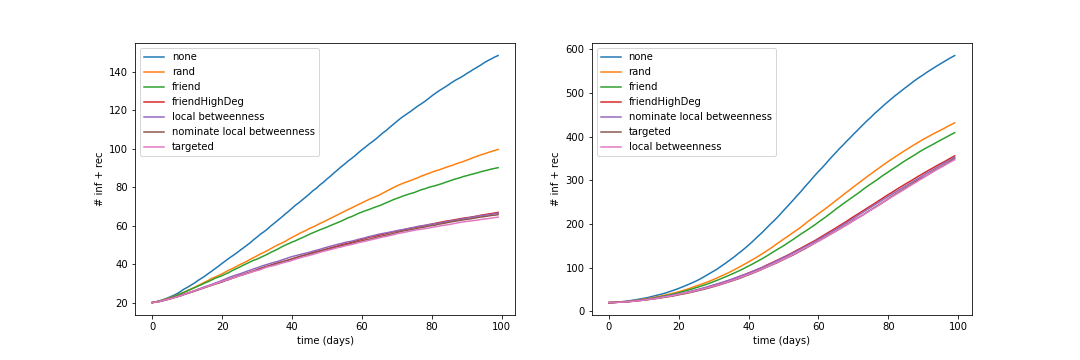 none
rand
friend
friendHighDeg
local betweenness
nominate local betweenness
targeted
# inf + rec
140
120
100
80
60
40
20
0 20 40 60 80 100
time (days)
none
rand
friend
friendHighDeg
nominate local betweenness
targeted
local betweenness
# inf + rec
600
500
400
300
200
100
0
0 20 40 60 80 100
time (days)